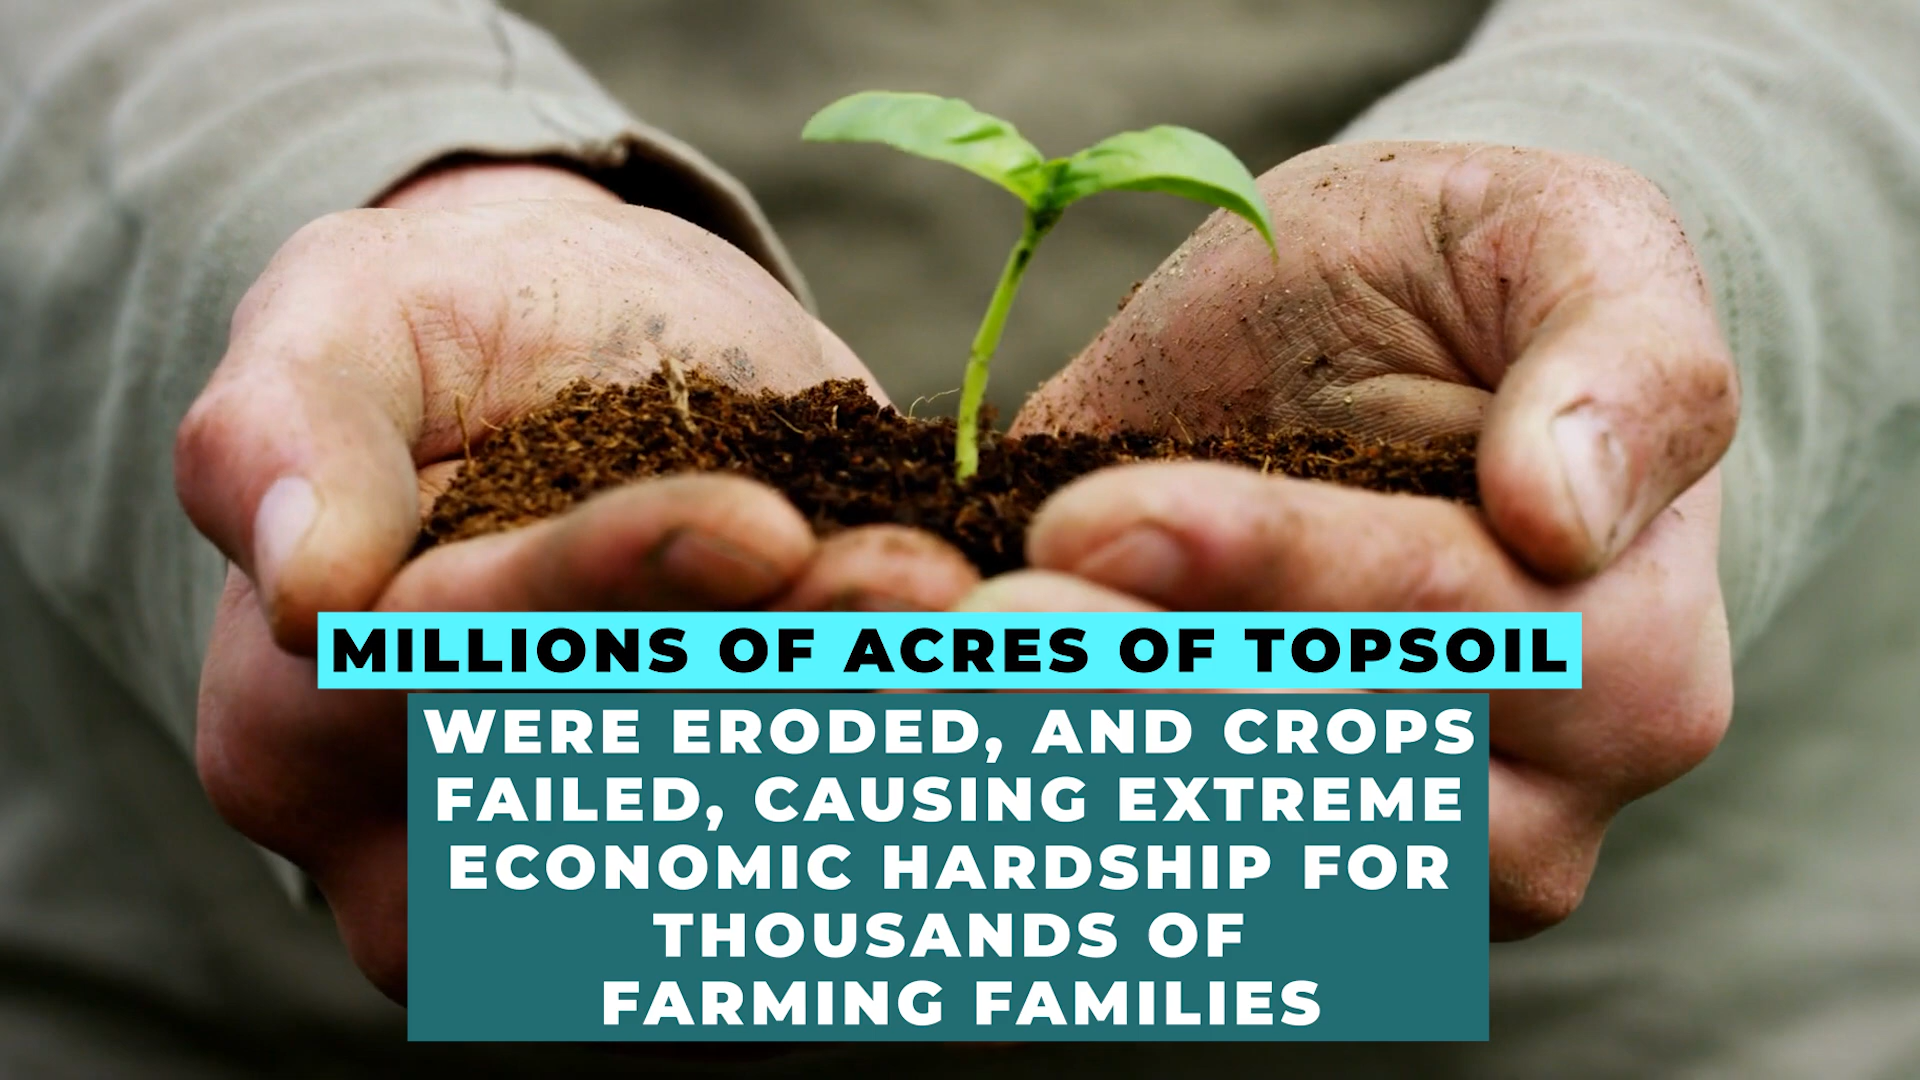 MILLIONS OF ACRES OF TOPSOIL
WERE ERODED, AND CROPS
FAILED, CAUSING EXTREME
ECONOMIC HARDSHIP FOR
THOUSANDS OF
FARMING FAMILIES